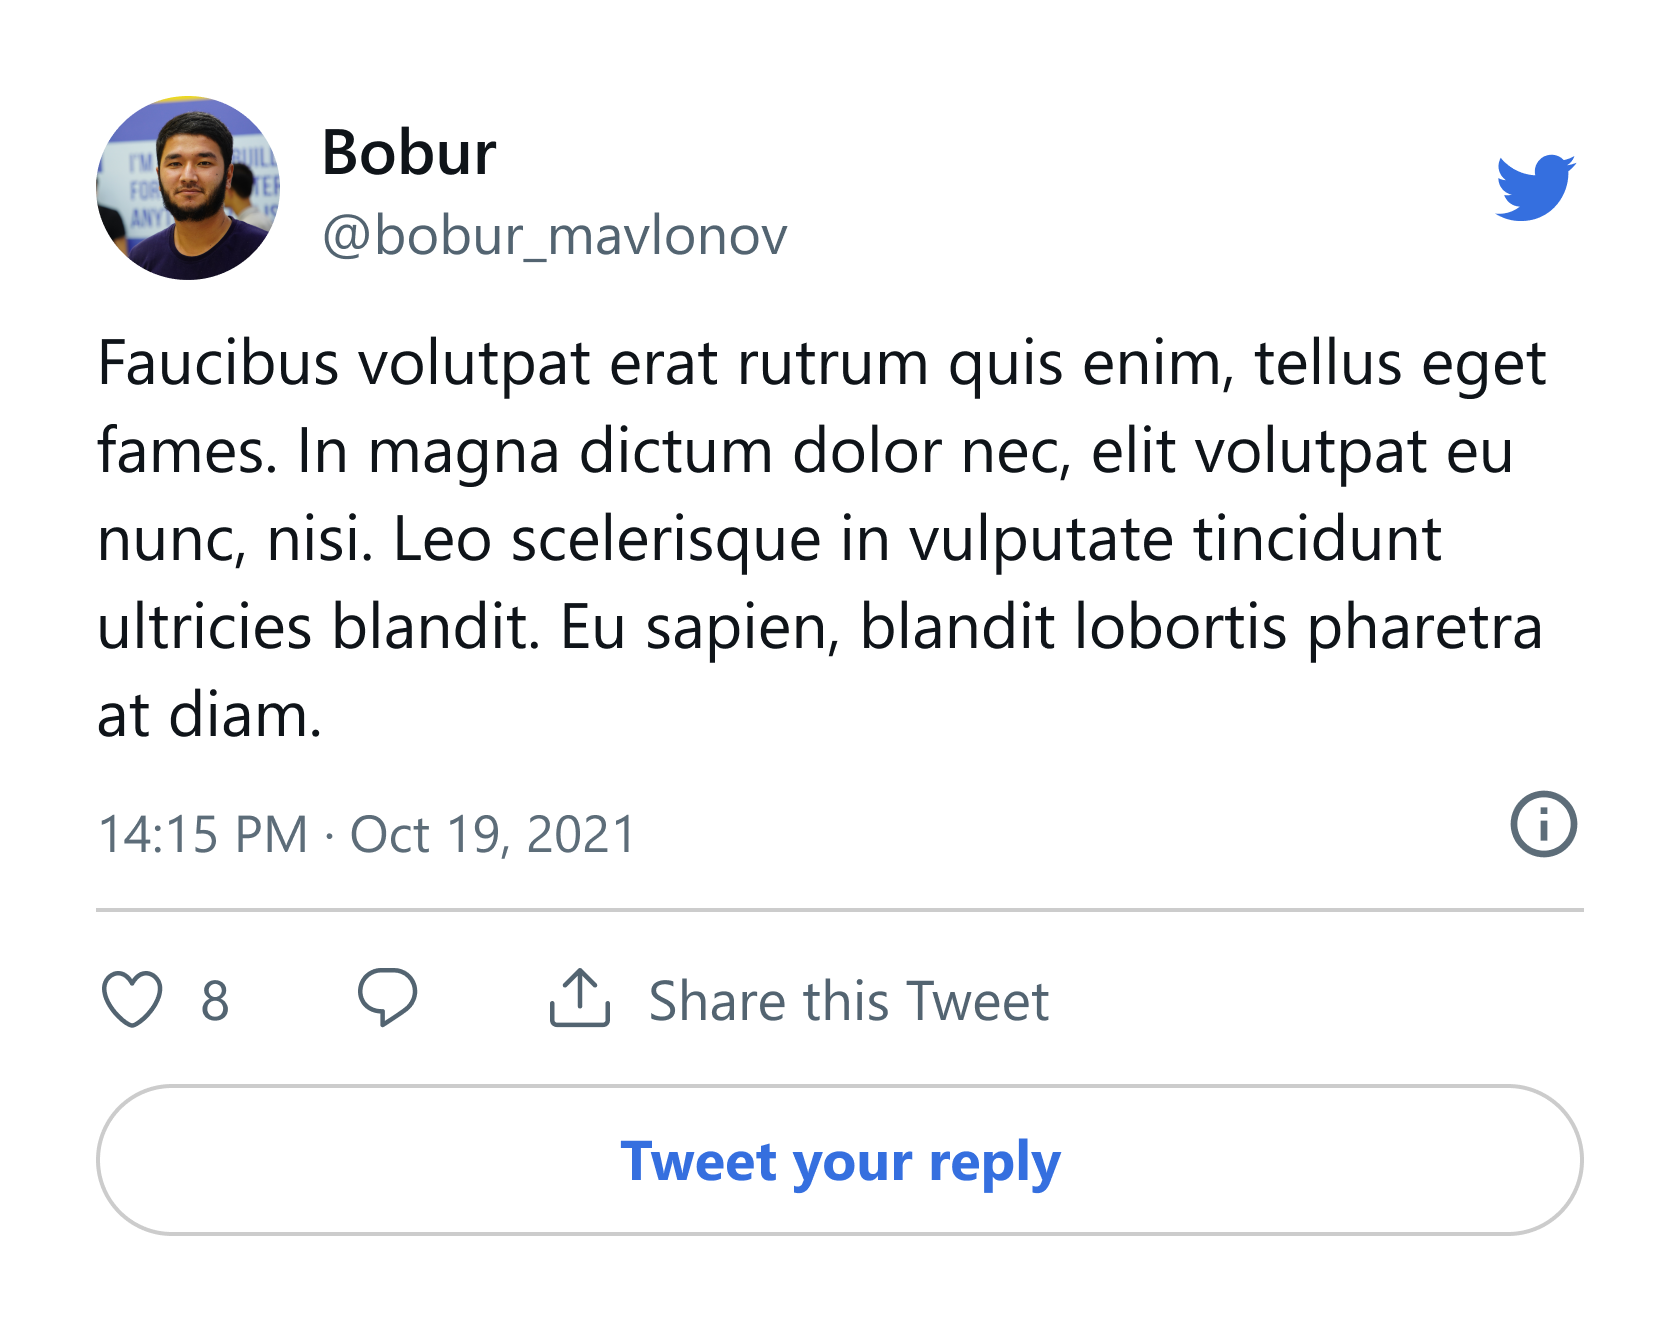 Bobur
@bobur_mavlonov
Faucibus volutpat erat rutrum quis enim, tellus eget
fames. In magna dictum dolor nec, elit volutpat eu
nunc, nisi. Leo scelerisque in vulputate tincidunt
ultricies blandit. Eu sapien, blandit lobortis pharetra
at diam.
14:15 PM · Oct 19, 2021
8
Share this Tweet
Tweet your reply